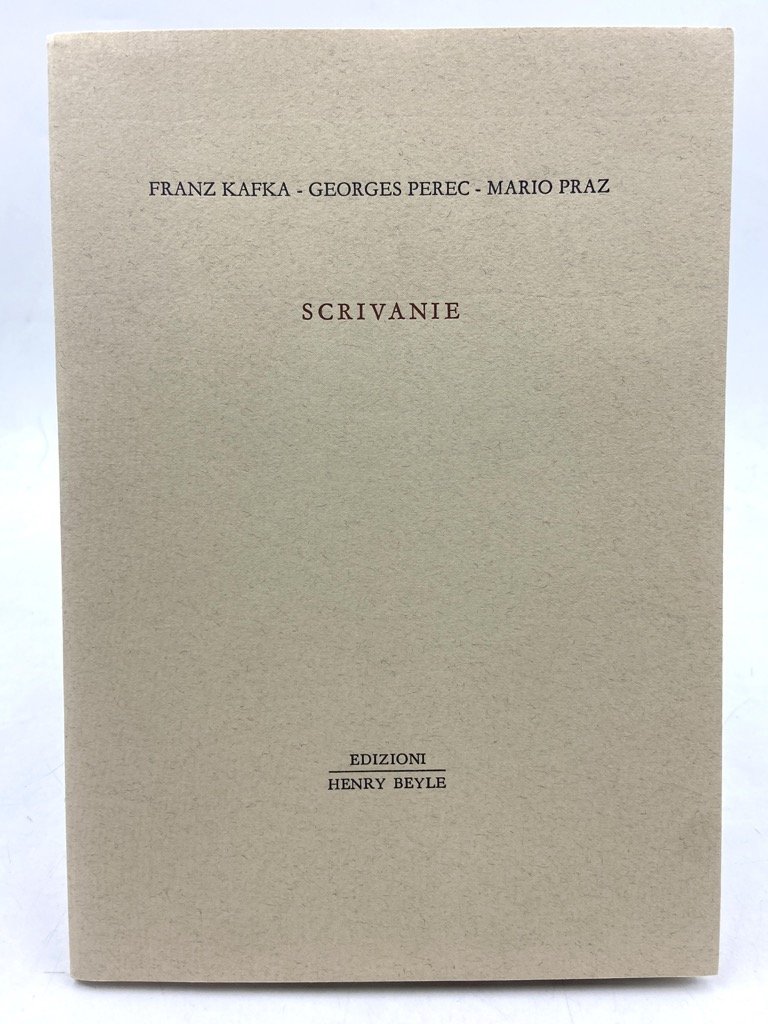 FRANZ KAFKA - GEORGES PEREC - MARIO PRAZ
SCRIVANIE
EDIZIONI
HENRY BEYLE